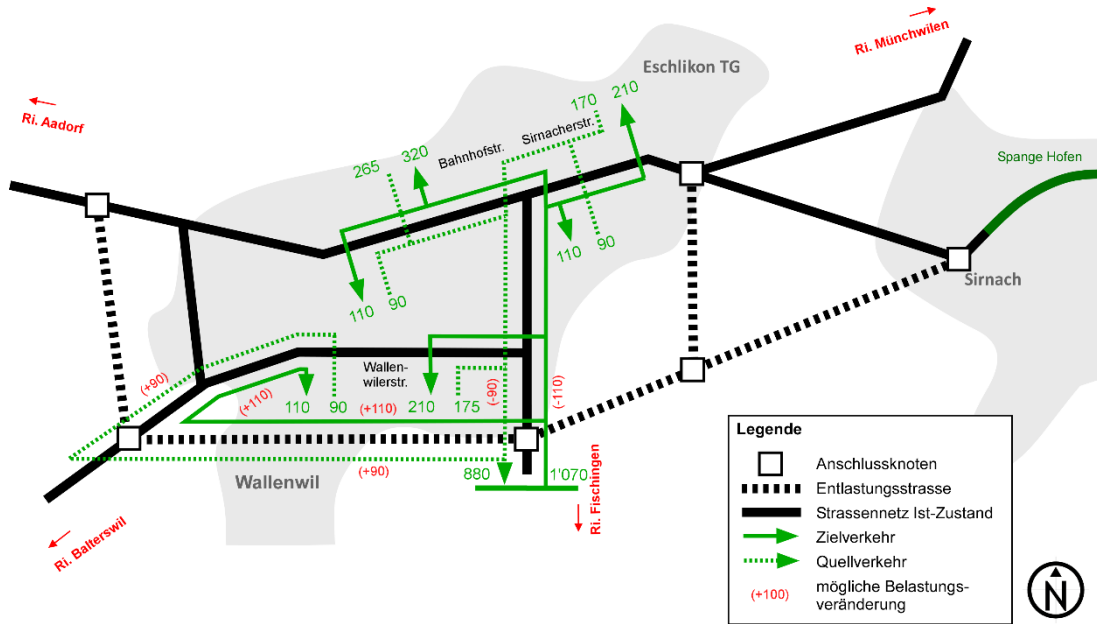 Ri. Münchwilen
Eschlikon TG
Ri. Aadorf
170
210
Sirnacherstr.
Bahnhofstr.
320
265
Spange Hofen
110
90
110
90
Sirnach
Wallen-
wilerstr.
(+90)
(+110)
110
90
(+110)
210
175
(-90)
(-110)
(+90)
880
1'070
Wallenwil
Ri. Fischingen
Ri. Balterswil
Legende
Anschlussknoten
Entlastungsstrasse
Strassennetz Ist-Zustand
Zielverkehr
Quellverkehr
(+100)
mögliche Belastungs-
veränderung
N